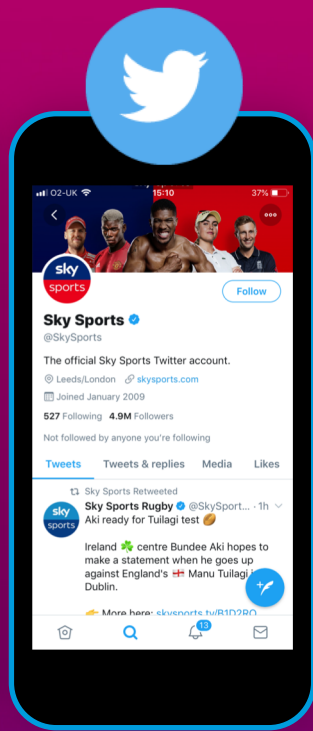 O2-UK 15:10 37%
sky
sports
Follow
Sky Sports
@SkySports
The official Sky Sports Twitter account.
Leeds/London skysports.com
Joined January 2009
527 Following 4.9M Followers
Not followed by anyone you're following
Tweets Tweets & replies Media Likes
Sky Sports Retweeted
Sky Sports Rugby @SkySport... · 1h
sky
sports
Aki ready for Tuilagi test
Ireland centre Bundee Aki hopes to
make a statement when he goes up
against England's Manu Tuilagi
Dublin.
More here: skysports.tv/B1D2RO
13